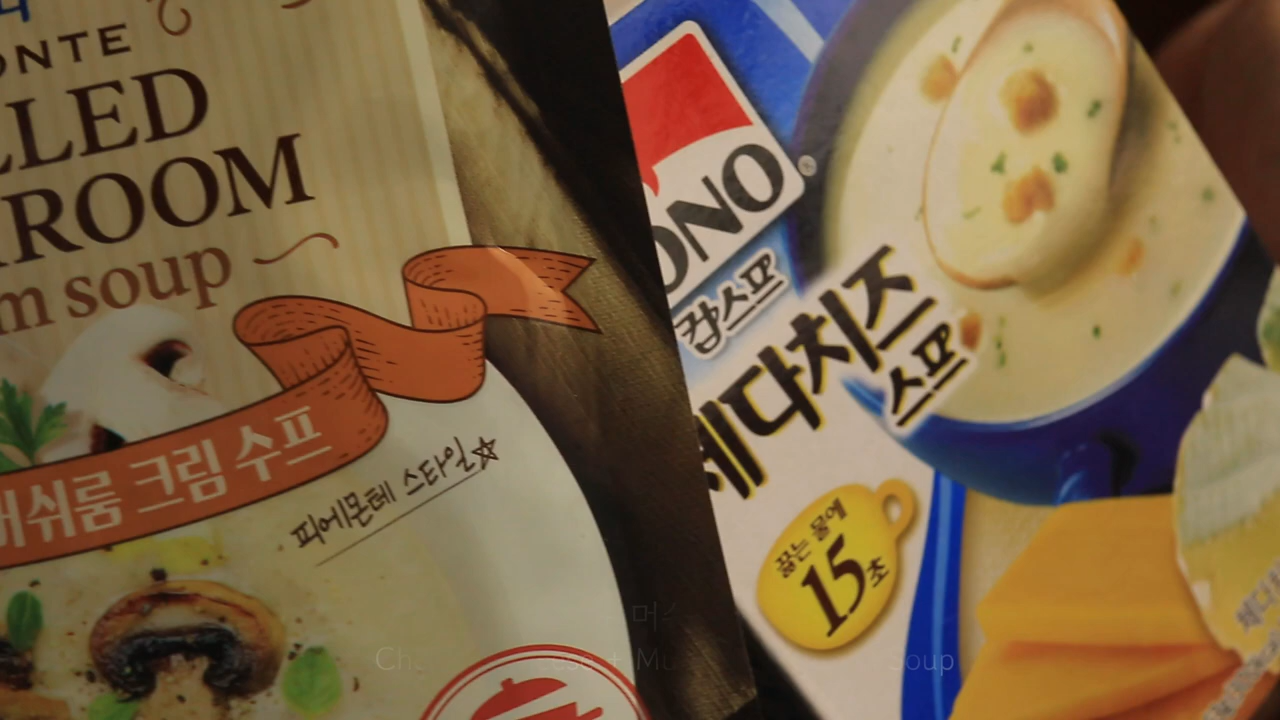 ONTE
LLED
ROOM
m soup
쉬룸 크림 수프
피에몬테 스타일☆
ONO®
컵스프
체다치즈
스프
끓는 물에
15초
soup